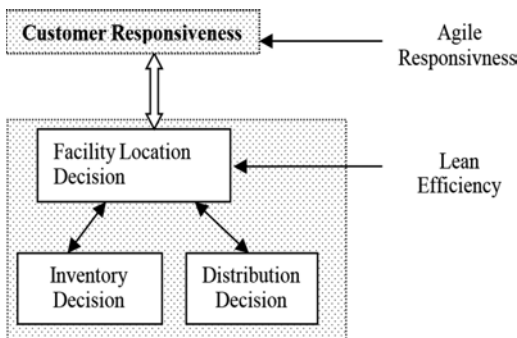 Customer Responsiveness
Agile
Responsivness
Facility Location
Decision
Lean
Efficiency
Inventory
Decision
Distribution
Decision